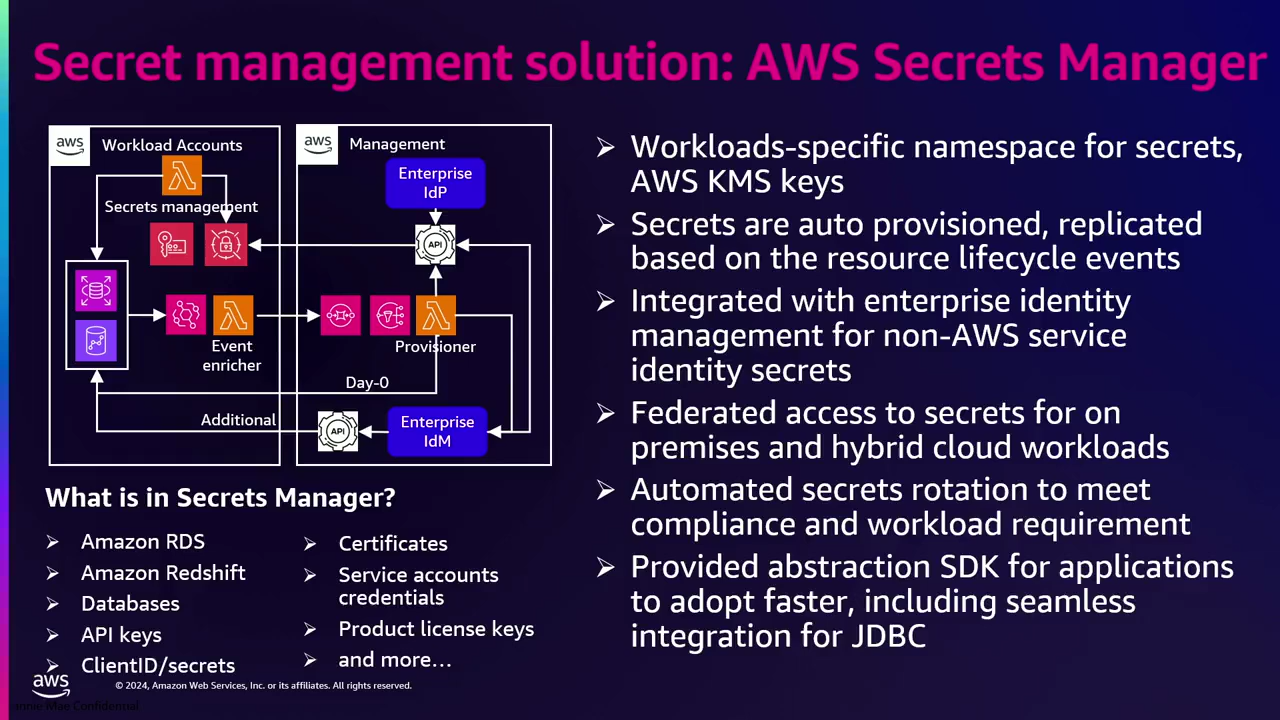 Secret management solution: AWS Secrets Manager
aws
Workload Accounts
Secrets management
Event
enricher
aws
Management
Enterprise
IdP
API
Provisioner
Day-0
Additional
API
Enterprise
IdM
What is in Secrets Manager?
Amazon RDS
Amazon Redshift
Databases
API keys
ClientID/secrets
Certificates
Service accounts
credentials
Product license keys
and more...
Workloads-specific namespace for secrets,
AWS KMS keys
Secrets are auto provisioned, replicated
based on the resource lifecycle events
Integrated with enterprise identity
management for non-AWS service
identity secrets
Federated access to secrets for on
premises and hybrid cloud workloads
Automated secrets rotation to meet
compliance and workload requirement
Provided abstraction SDK for applications
to adopt faster, including seamless
integration for JDBC
aws
© 2024, Amazon Web Services, Inc. or its affiliates. All rights reserved.
Mae Confidential